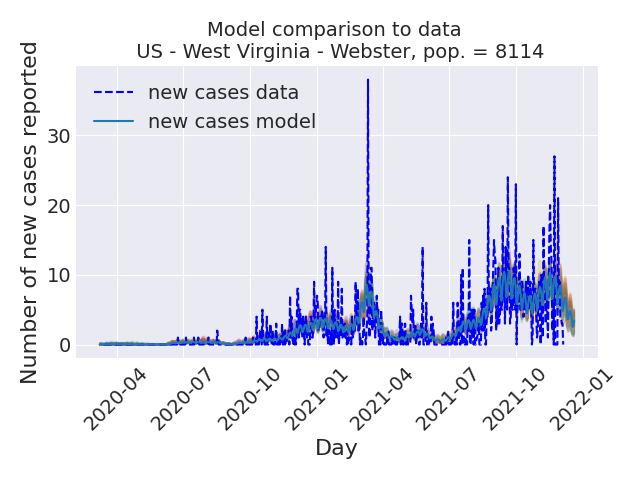 Model comparison to data
US - West Virginia - Webster, pop. = 8114
Number of new cases reported
new cases data
new cases model
30
20
10
0
2020-04
2020-07
2020-10
2021-01
2021-04
2021-07
2021-10
2022-01
Day